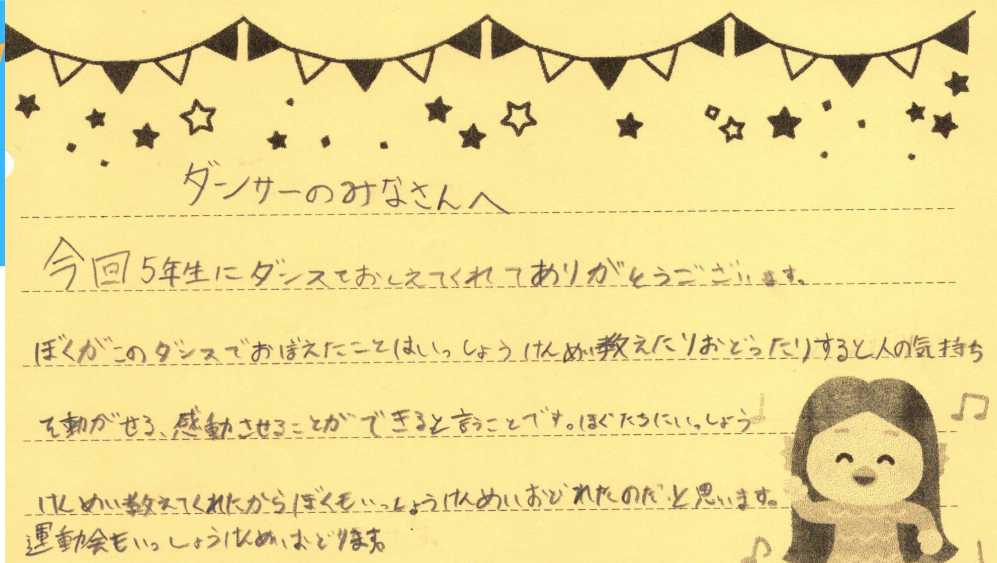 ダンサーのみなさんへ
今回5年生にダンスをおしえてくれてありがとうございます。
ぼくがこのダンスでおぼえたことはいっしょうけんめい教えたりおどったりすると人の気持ち
を動がせる、感動させることができると言うことです。ぼくたちにいっしょう
けんめい教えてくれたからぼくもいっしょうけんめいおどれたのだと思います。
運動会もいっしょうけんめいおどります。